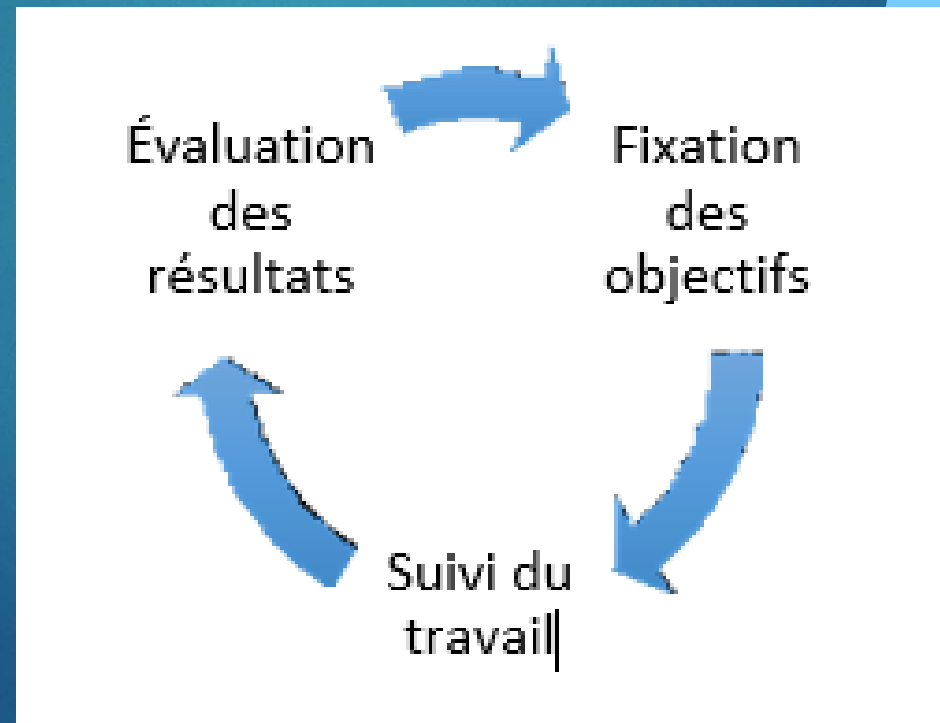 Évaluation
des
résultats
Fixation
des
objectifs
Suivi du
travail